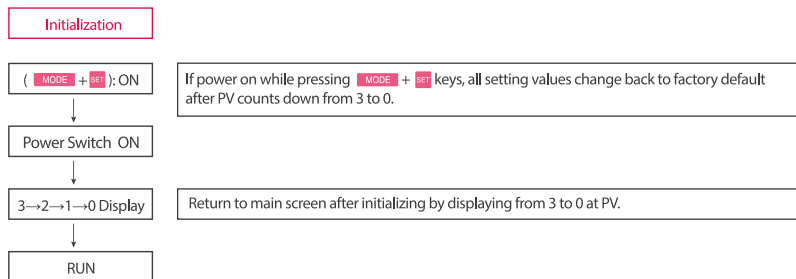 Initialization
( MODE + SET ): ON
If power on while pressing MODE + SET keys, all setting values change back to factory default
after PV counts down from 3 to 0.
Power Switch ON
3→2→1→0 Display
Return to main screen after initializing by displaying from 3 to 0 at PV.
RUN